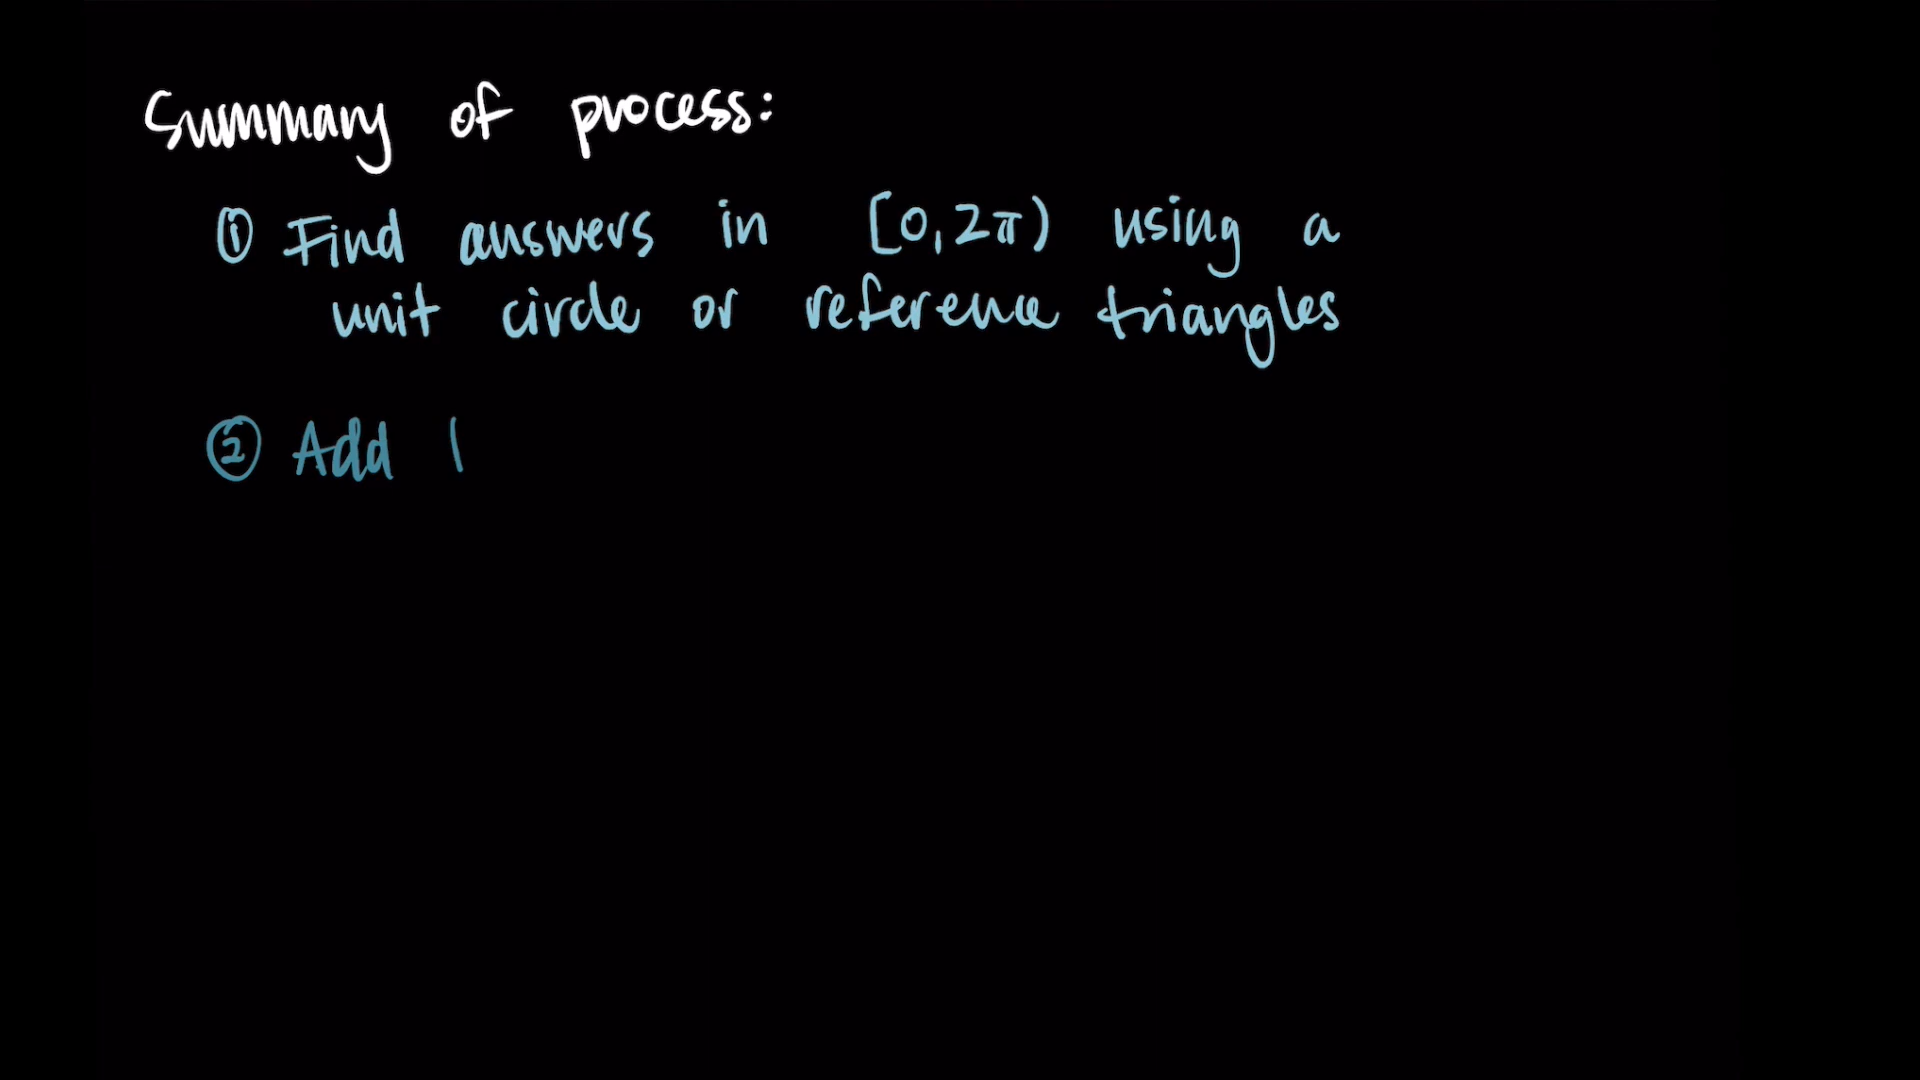 Summary of process:
① Find answers in [0,2π) using a
unit circle or reference triangles
② Add